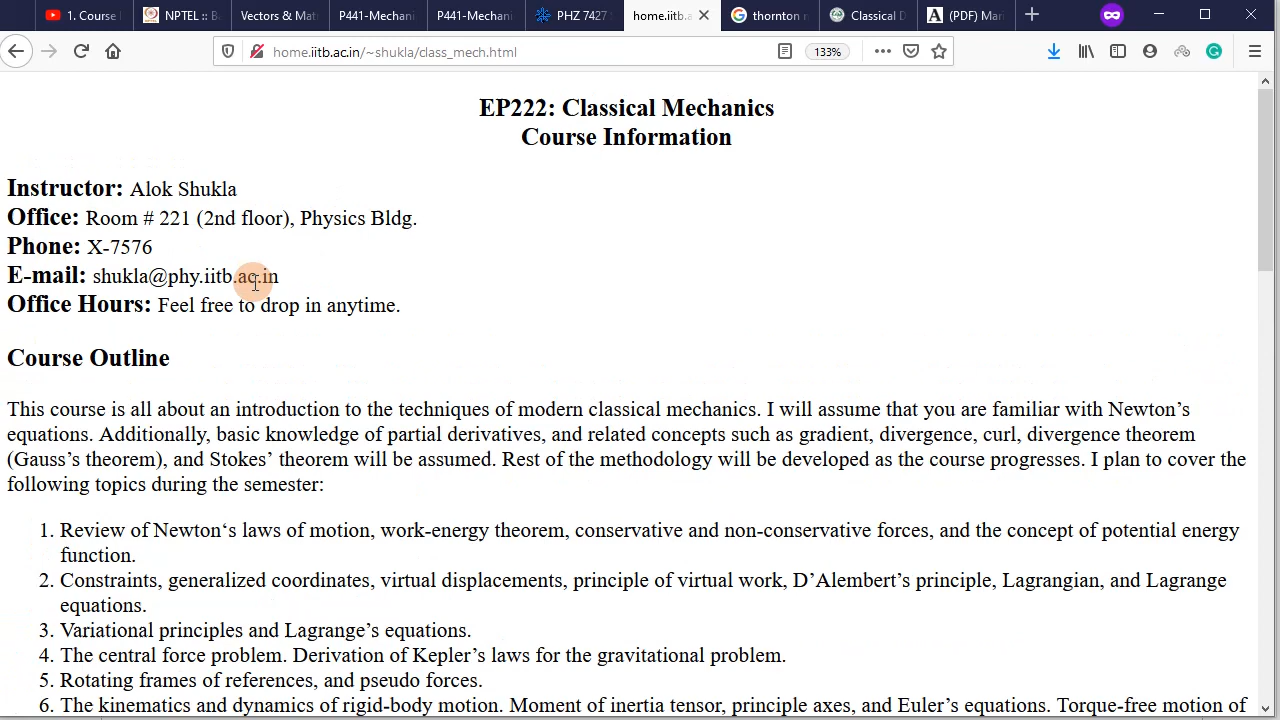 1. Course
NPTEL :: B
Vectors & Mat
P441-Mechan
P441-Mechani
PHZ 7427
home.iitb.a
thornton
Classical D
(PDF) Mar
home.iitb.ac.in/~shukla/class_mech.html
133%
EP222: Classical Mechanics
Course Information
Instructor: Alok Shukla
Office: Room # 221 (2nd floor), Physics Bldg.
Phone: X-7576
E-mail: shukla@phy.iitb.ac.in
Office Hours: Feel free to drop in anytime.
Course Outline
This course is all about an introduction to the techniques of modern classical mechanics. I will assume that you are familiar with Newton’s
equations. Additionally, basic knowledge of partial derivatives, and related concepts such as gradient, divergence, curl, divergence theorem
(Gauss’s theorem), and Stokes’ theorem will be assumed. Rest of the methodology will be developed as the course progresses. I plan to cover the
following topics during the semester:
1. Review of Newton‘s laws of motion, work-energy theorem, conservative and non-conservative forces, and the concept of potential energy
function.
2. Constraints, generalized coordinates, virtual displacements, principle of virtual work, D’Alembert’s principle, Lagrangian, and Lagrange
equations.
3. Variational principles and Lagrange’s equations.
4. The central force problem. Derivation of Kepler’s laws for the gravitational problem.
5. Rotating frames of references, and pseudo forces.
6. The kinematics and dynamics of rigid-body motion. Moment of inertia tensor, principle axes, and Euler’s equations. Torque-free motion of